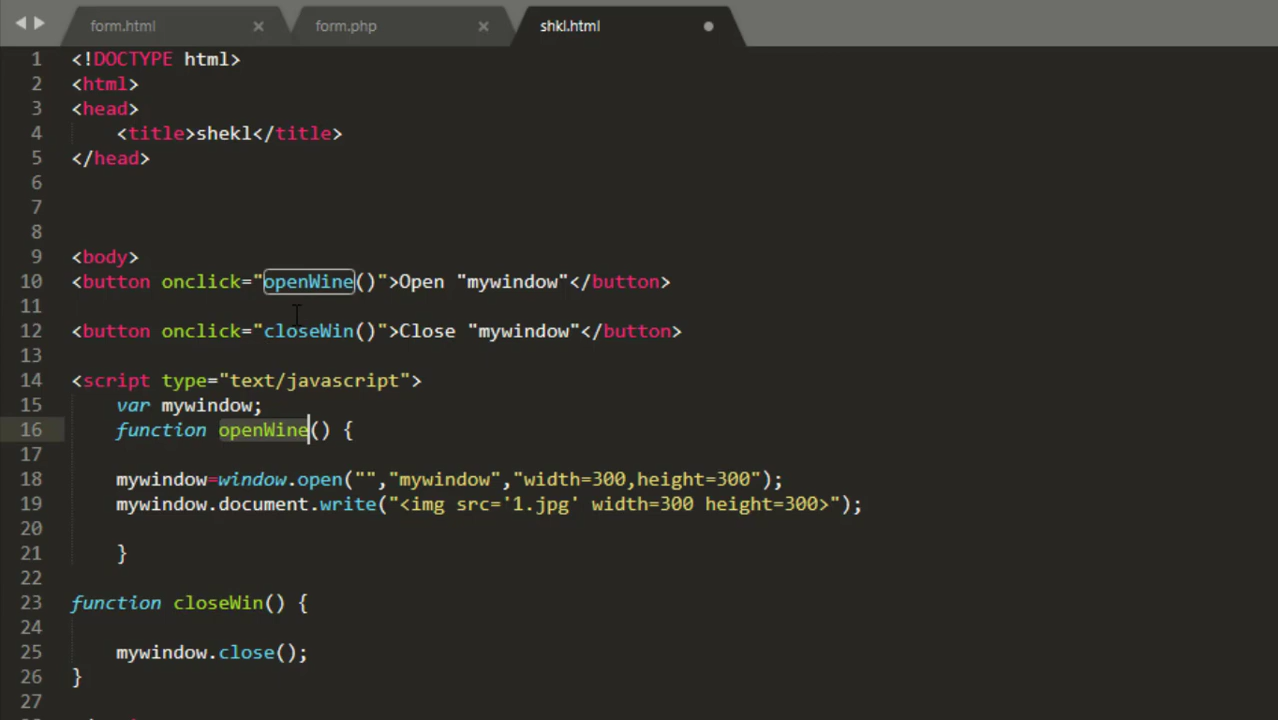 form.html × form.php × shkl.html
1 <!DOCTYPE html>
2 <html>
3 <head>
4 <title>shekl</title>
5 </head>
6
7
8
9 <body>
10 <button onclick="openWine()">Open "mywindow"</button>
11
12 <button onclick="closeWin()">Close "mywindow"</button>
13
14 <script type="text/javascript">
15 var mywindow;
16 function openWine() {
17
18 mywindow=window.open("","mywindow","width=300,height=300");
19 mywindow.document.write("<img src='1.jpg' width=300 height=300>");
20
21 }
22
23 function closeWin() {
24
25 mywindow.close();
26 }
27